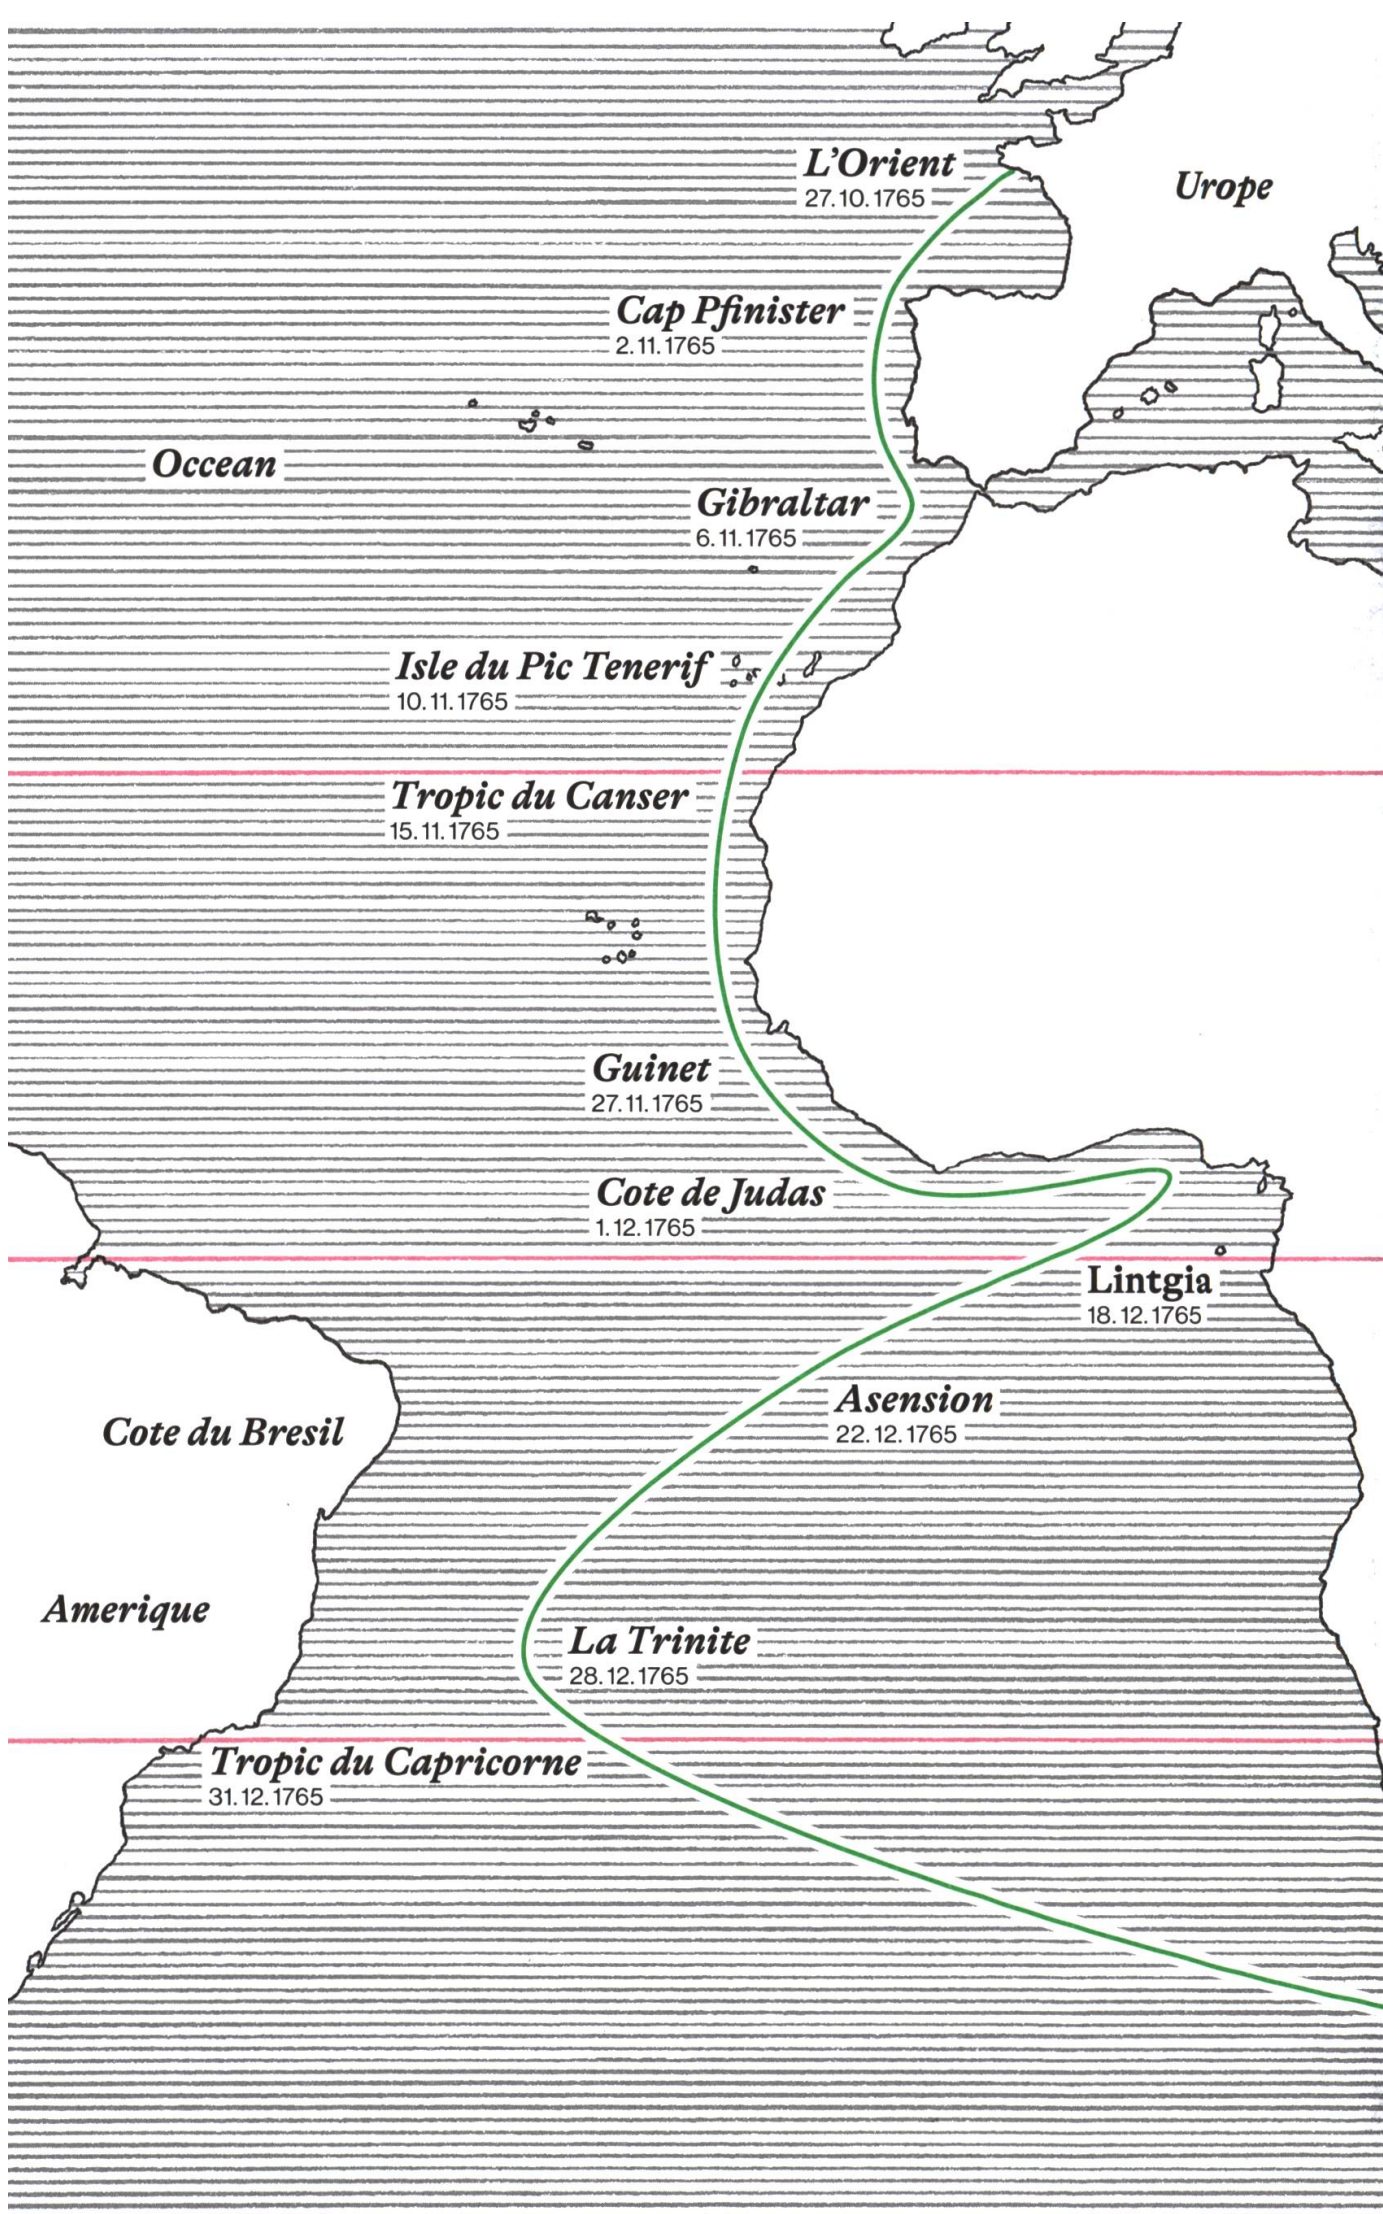 L’Orient
27.10.1765
Urope
Cap Pfinister
2.11.1765
Occean
Gibraltar
6.11.1765
Isle du Pic Tenerif
10.11.1765
Tropic du Canser
15.11.1765
Guinet
27.11.1765
Cote de Judas
1.12.1765
Lintgia
18.12.1765
Asension
22.12.1765
Cote du Bresil
Amerique
La Trinite
28.12.1765
Tropic du Capricorne
31.12.1765